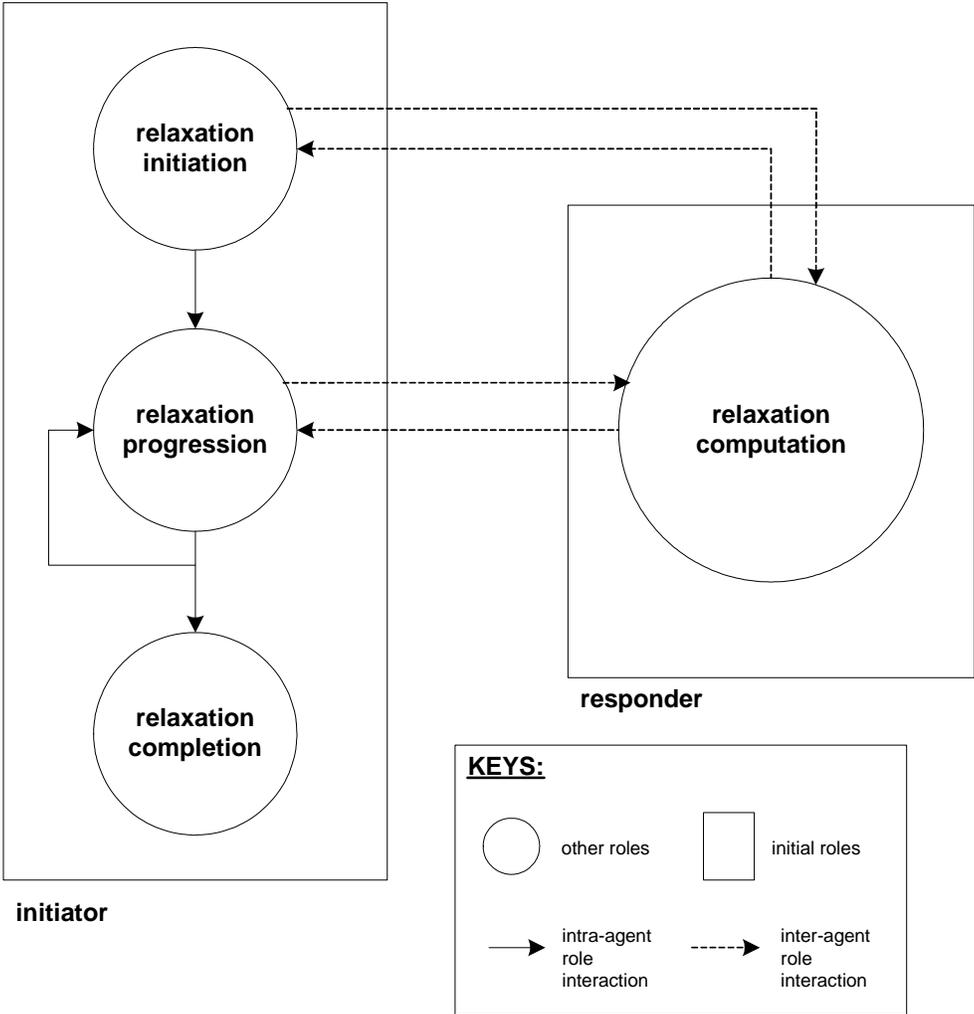 relaxation
initiation
relaxation
progression
relaxation
computation
relaxation
completion
responder
initiator
KEYS:
other roles
initial roles
intra-agent
role
interaction
inter-agent
role
interaction